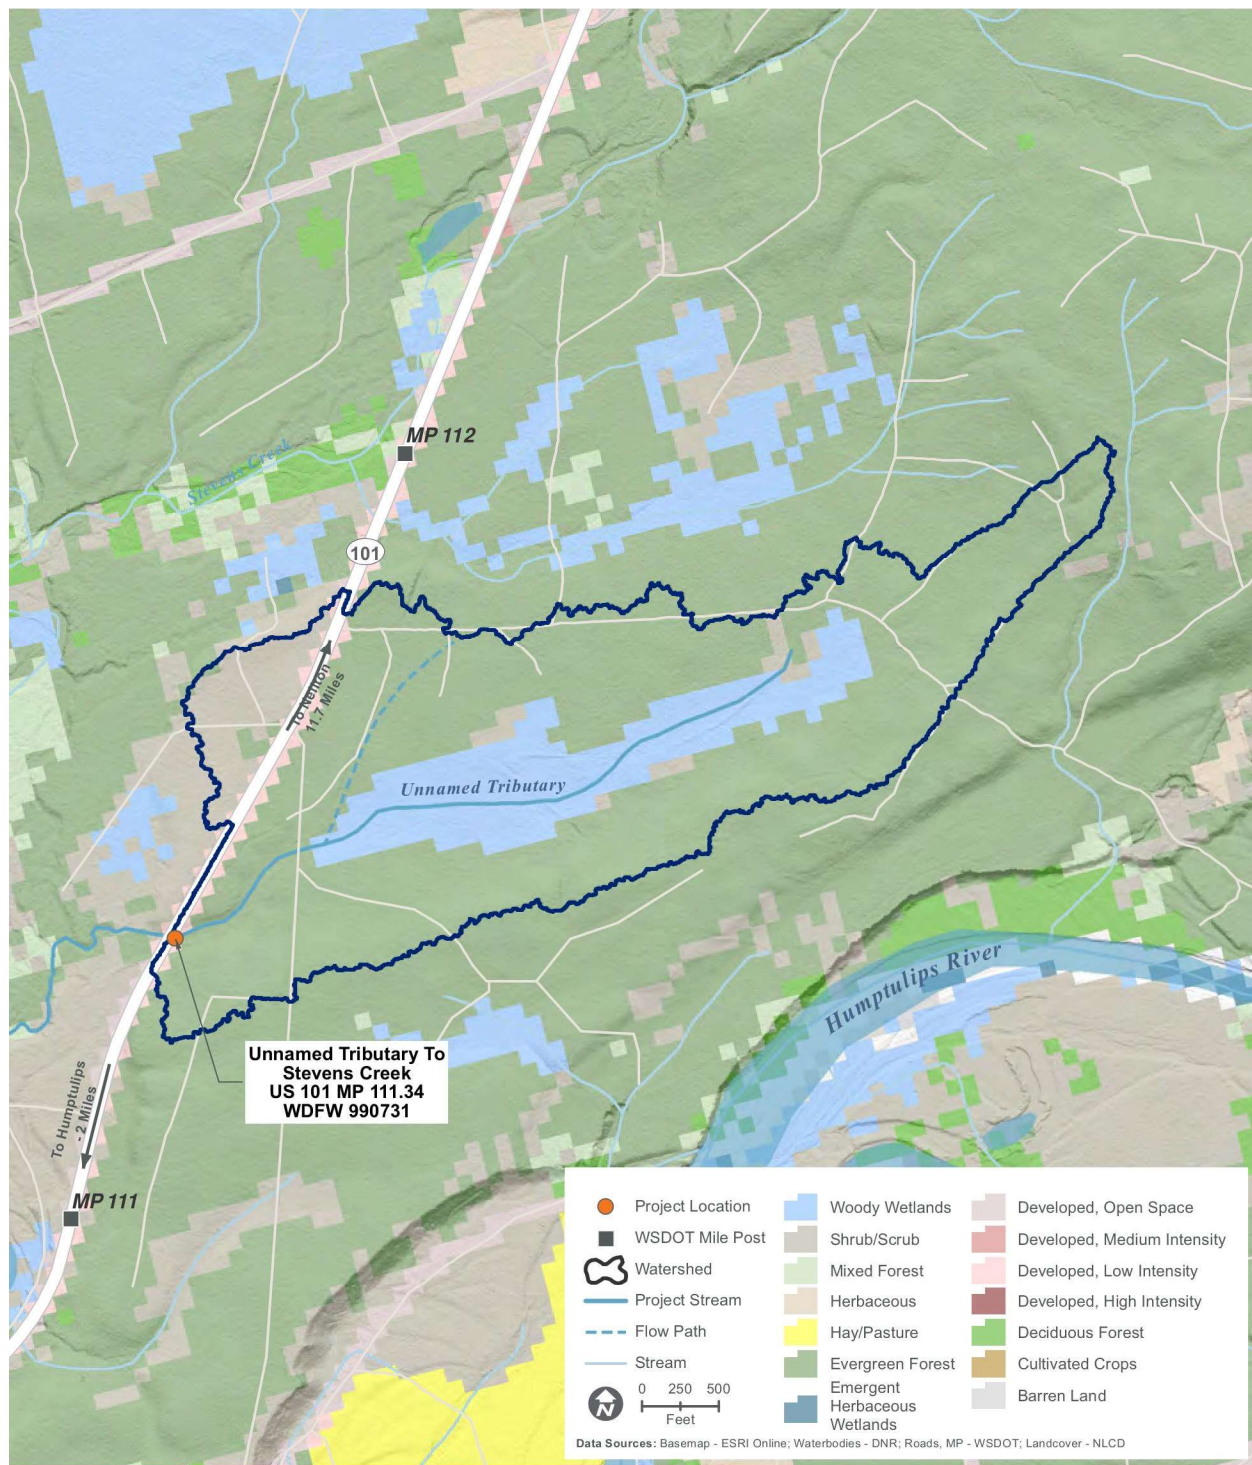 MP 112
Stevens Creek
101
To Neilton
11.7 Miles
Unnamed Tributary
Humptulips River
Unnamed Tributary To
Stevens Creek
US 101 MP 111.34
WDFW 990731
To Humptulips
- 2 Miles
MP 111
Project Location
WSDOT Mile Post
Watershed
Project Stream
Flow Path
Stream
N
0 250 500
Feet
Woody Wetlands
Shrub/Scrub
Mixed Forest
Herbaceous
Hay/Pasture
Evergreen Forest
Emergent
Herbaceous
Wetlands
Developed, Open Space
Developed, Medium Intensity
Developed, Low Intensity
Developed, High Intensity
Deciduous Forest
Cultivated Crops
Barren Land
Data Sources: Basemap - ESRI Online; Waterbodies - DNR; Roads, MP - WSDOT; Landcover - NLCD